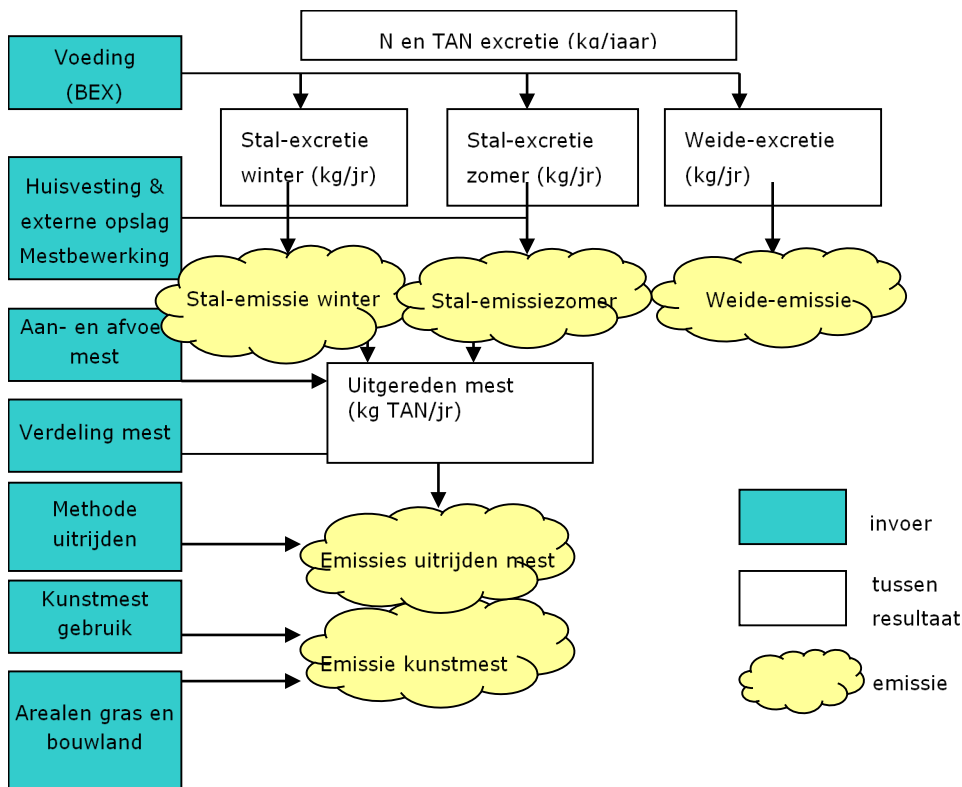 N en TAN excretie (kg/jaar)
Voeding
(BEX)
Stal-excretie
winter (kg/jr)
Stal-excretie
zomer (kg/jr)
Weide-excretie
(kg/jr)
Huisvesting &
externe opslag
Mestbewerking
Stal-emissie winter
Stal-emissiezomer
Weide-emissie
Aan- en afvoe
mest
Uitgereden mest
(kg TAN/jr)
Verdeling mest
Methode
uitrijden
Emissies uitrijden mest
Kunstmest
gebruik
Emissie kunstmest
Arealen gras en
bouwland
invoer
tussen
resultaat
emissie